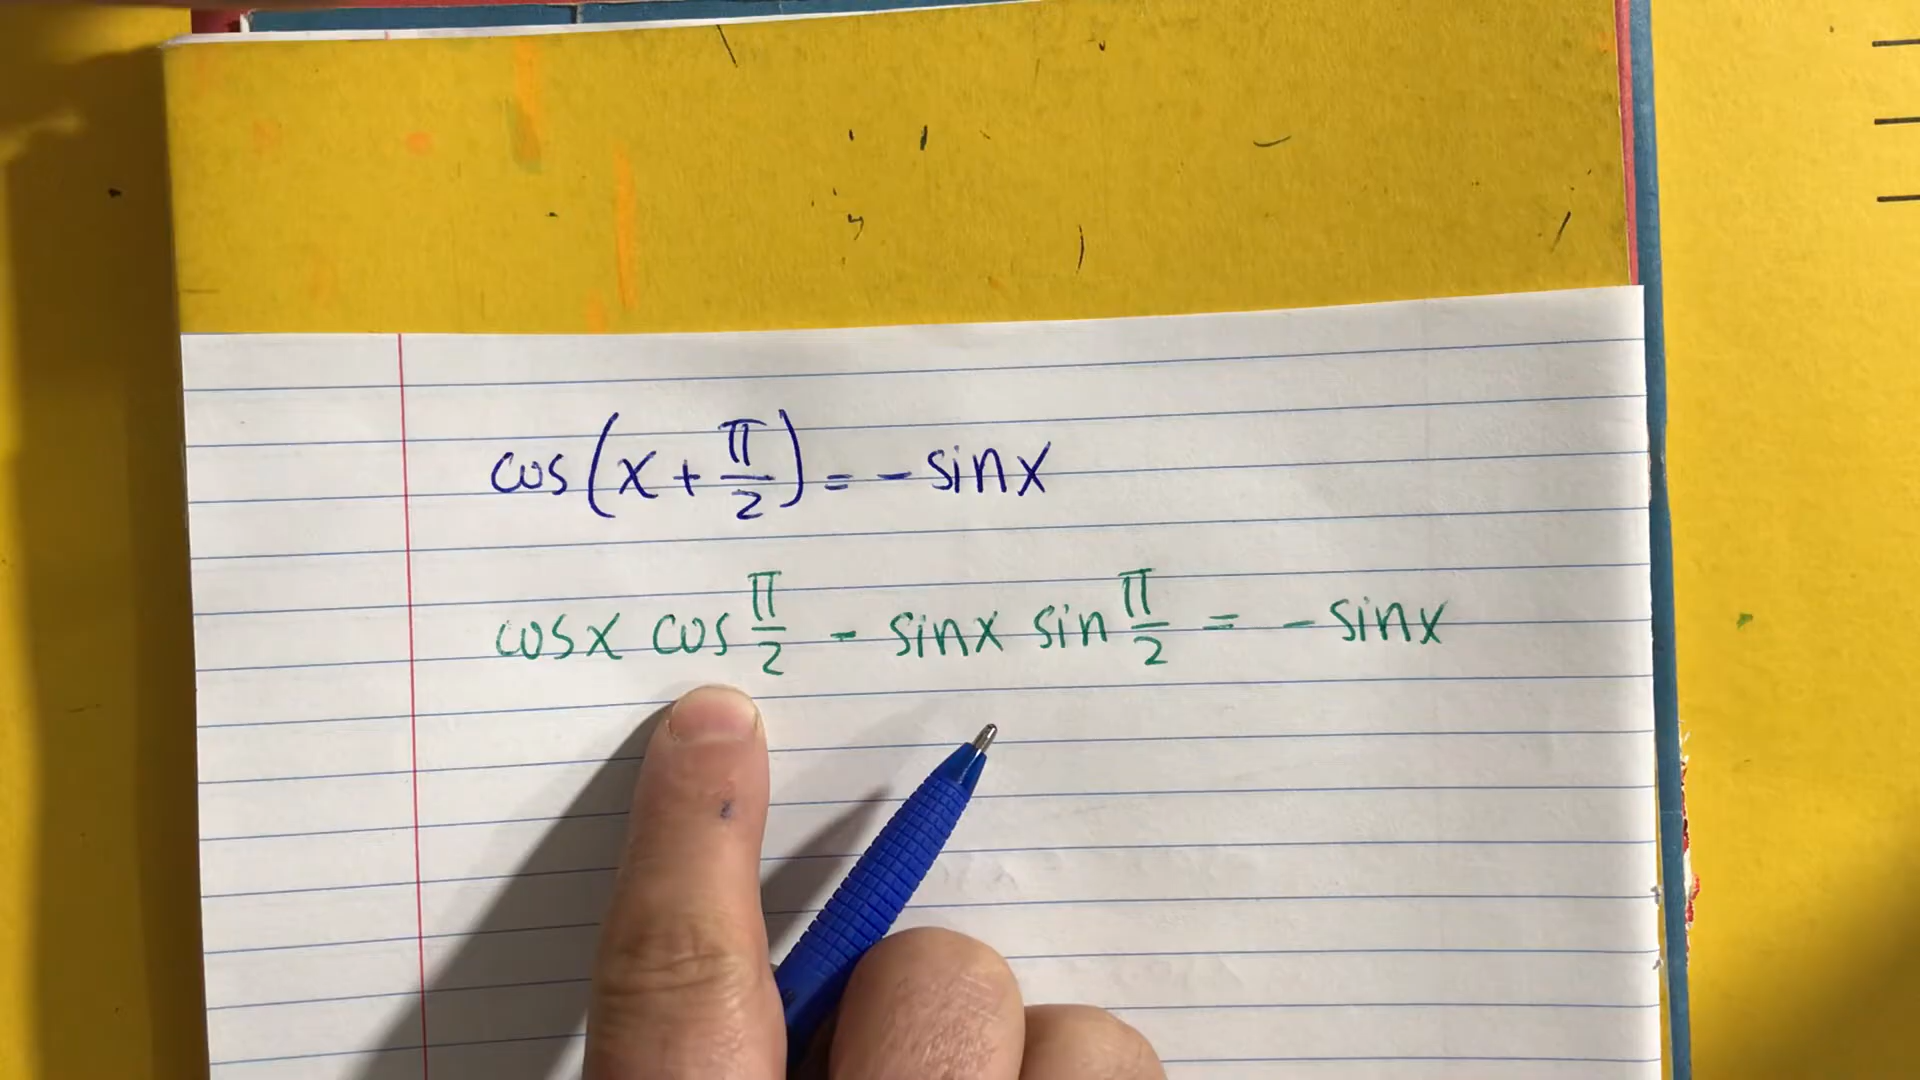 cos(x + π/2) = - sinx
cosx cos π/2 - sinx sin π/2 = - sinx